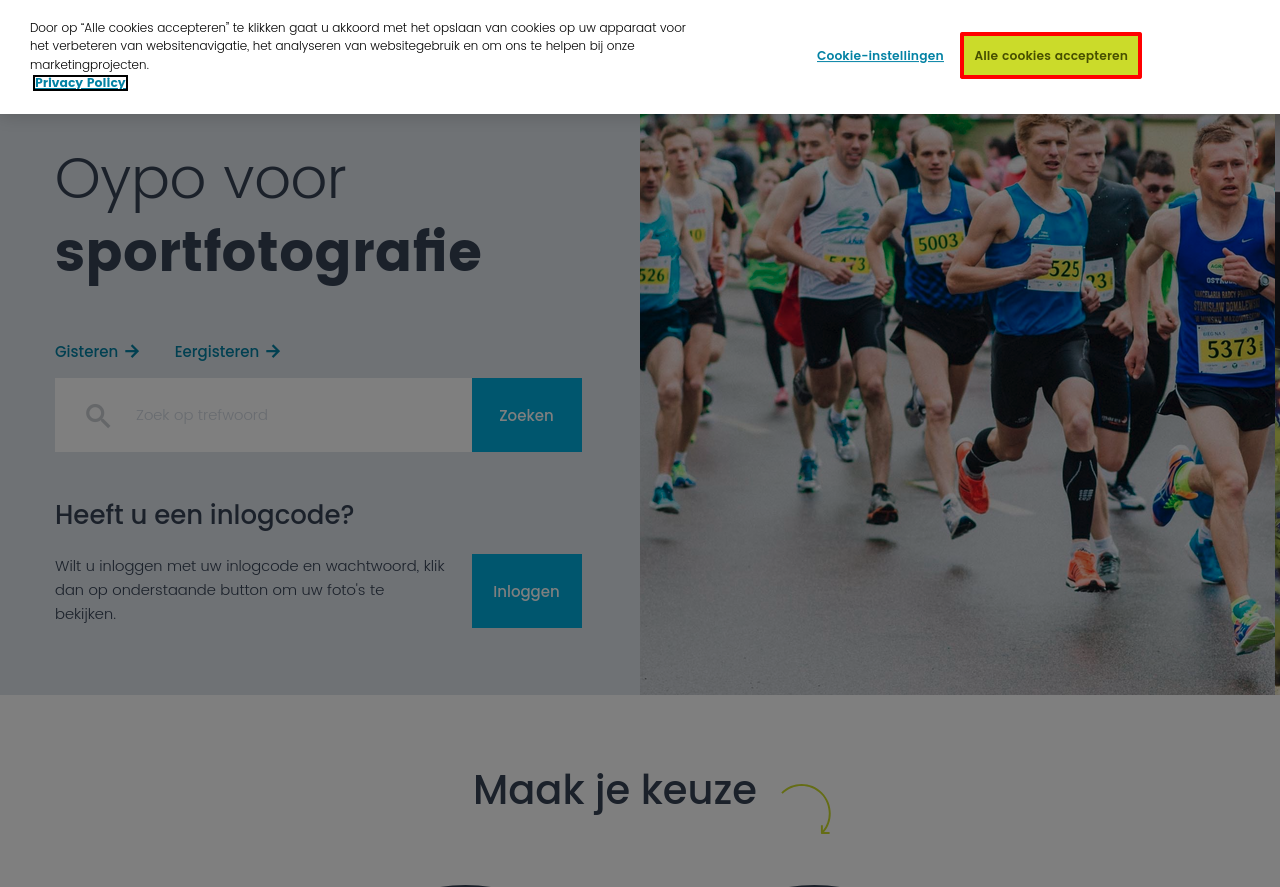 Door op “Alle cookies accepteren” te klikken gaat u akkoord met het opslaan van cookies op uw apparaat voor
het verbeteren van websitenavigatie, het analyseren van websitegebruik en om ons te helpen bij onze
marketingprojecten.
Privacy Policy
Cookie-instellingen
Alle cookies accepteren
Oypo voor
sportfotografie
Gisteren
Eergisteren
Zoek op trefwoord
Zoeken
Heeft u een inlogcode?
Wilt u inloggen met uw inlogcode en wachtwoord, klik
dan op onderstaande button om uw foto's te
bekijken.
Inloggen
5003
525
5373
526
Maak je keuze